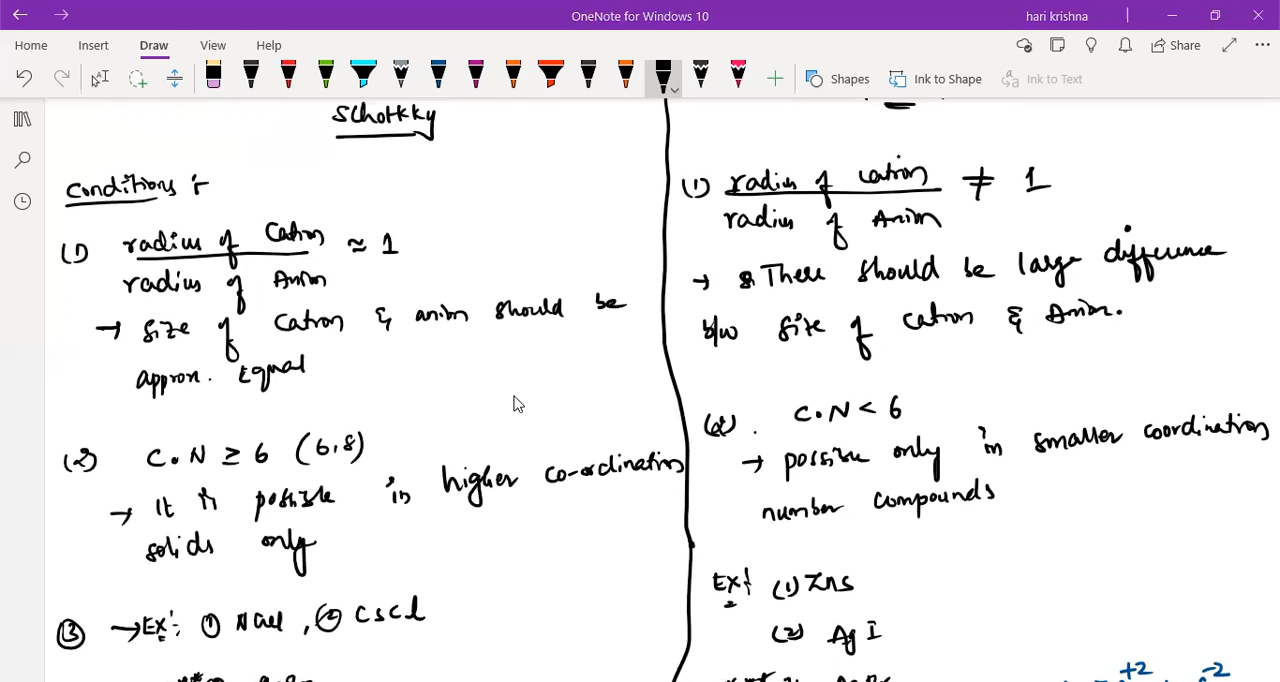 OneNote for Windows 10
hari krishna
Home Insert Draw View Help
Share
Shapes
Ink to Shape
Ink to Text
Schottky
Conditions :-
(1) radius of Cation ≈ 1
radius of Anion
→ size of Cation & anion should be
approx. Equal
(2) C.N ≥ 6 (6,8)
→ It is possible in higher co-ordination
solids only
③ →Ex: ① NaCl, ② CsCl
(1) radius of Cation ≠ 1
radius of Anion
→ There should be large difference
b/w size of cation & Anion.
(2). C.N < 6
→ possible only in smaller coordination
number compounds
Ex: (1) ZnS
(2) AgI
+2 -2